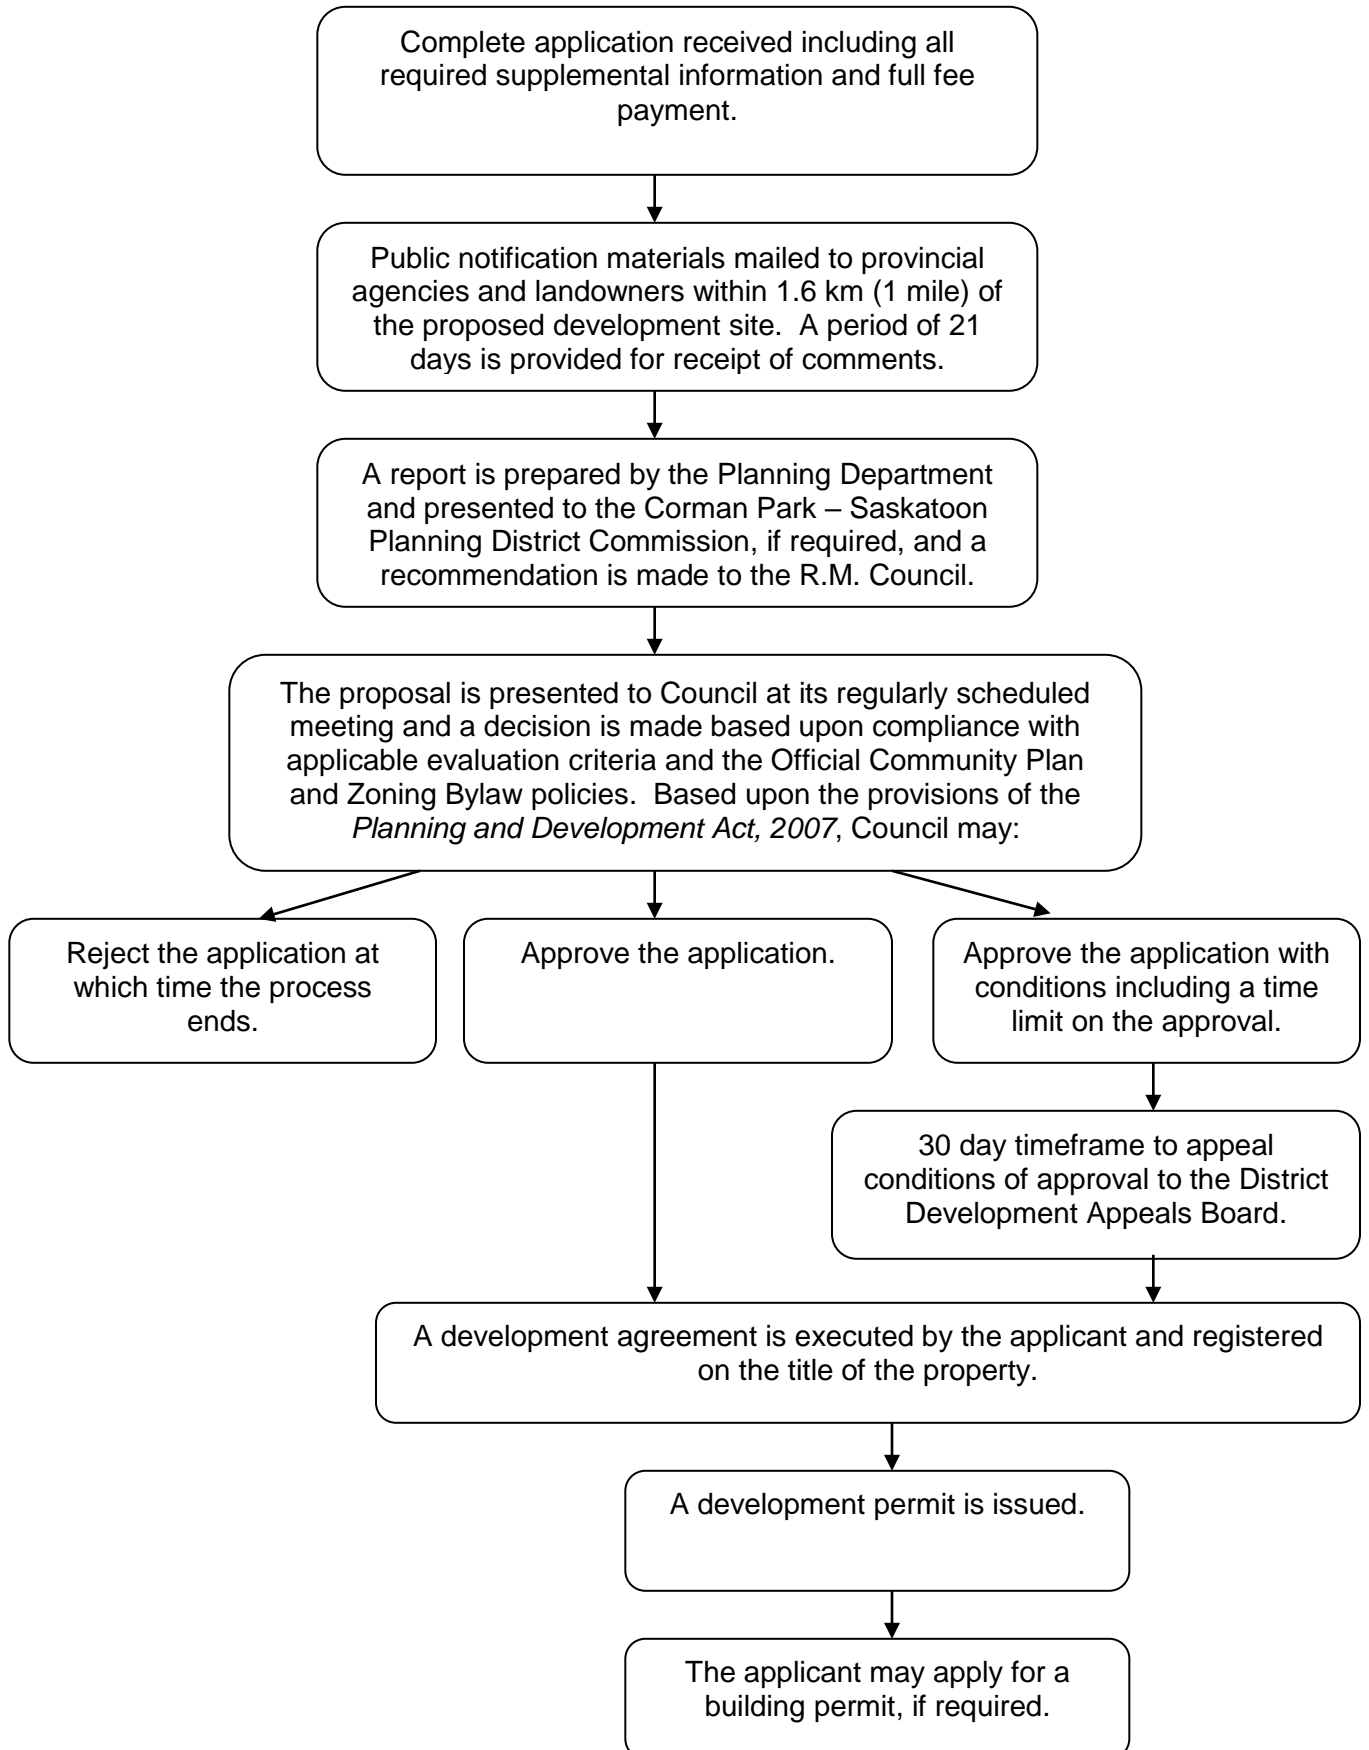 Complete application received including all
required supplemental information and full fee
payment.
Public notification materials mailed to provincial
agencies and landowners within 1.6 km (1 mile) of
the proposed development site.  A period of 21
days is provided for receipt of comments.
A report is prepared by the Planning Department
and presented to the Corman Park – Saskatoon
Planning District Commission, if required, and a
recommendation is made to the R.M. Council.
The proposal is presented to Council at its regularly scheduled
meeting and a decision is made based upon compliance with
applicable evaluation criteria and the Official Community Plan
and Zoning Bylaw policies.  Based upon the provisions of the
Planning and Development Act, 2007, Council may:
Reject the application at
which time the process
ends.
Approve the application.
Approve the application with
conditions including a time
limit on the approval.
30 day timeframe to appeal
conditions of approval to the District
Development Appeals Board.
A development agreement is executed by the applicant and registered
on the title of the property.
A development permit is issued.
The applicant may apply for a
building permit, if required.